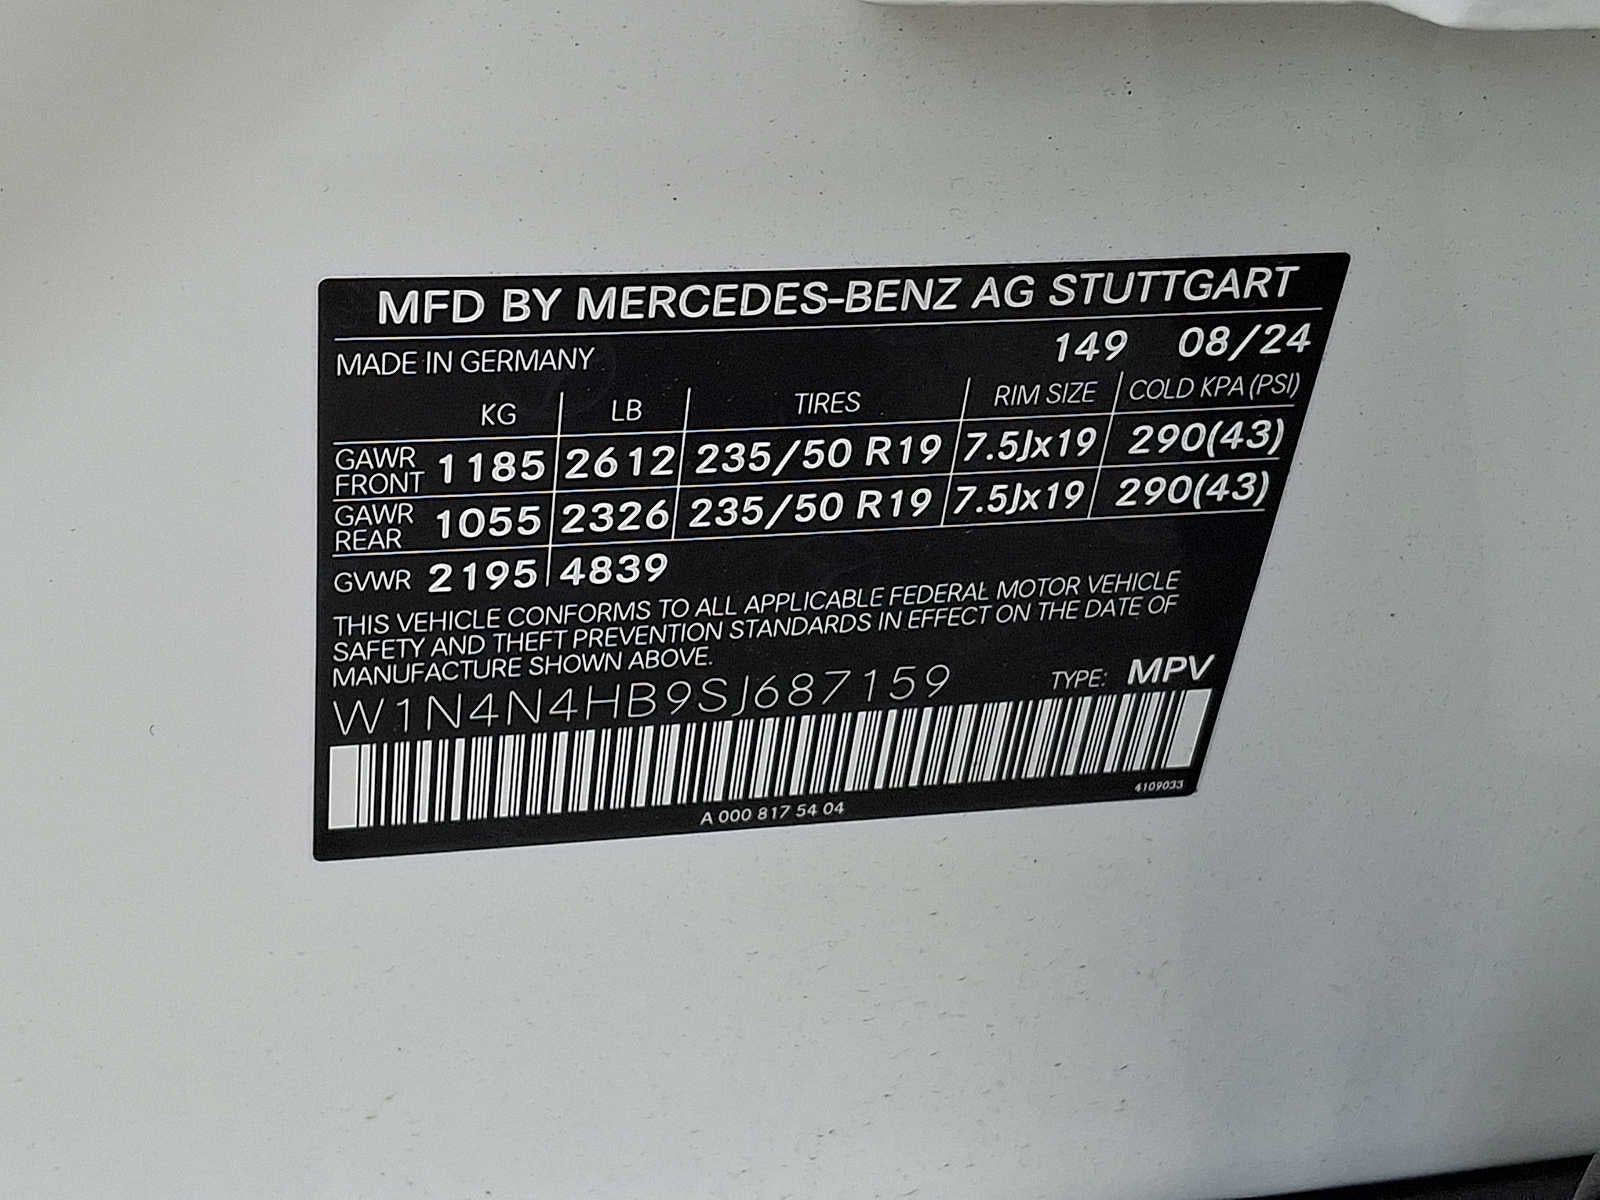 MFD BY MERCEDES-BENZ AG STUTTGART
MADE IN GERMANY 149 08/24
KG LB TIRES RIM SIZE COLD KPA (PSI)
GAWR FRONT 1185 2612 235/50 R19 7.5Jx19 290(43)
GAWR REAR 1055 2326 235/50 R19 7.5Jx19 290(43)
GVWR 2195 4839
THIS VEHICLE CONFORMS TO ALL APPLICABLE FEDERAL MOTOR VEHICLE
SAFETY AND THEFT PREVENTION STANDARDS IN EFFECT ON THE DATE OF
MANUFACTURE SHOWN ABOVE.
W1N4N4HB9SJ687159 TYPE: MPV
A 000 817 54 04 4109033